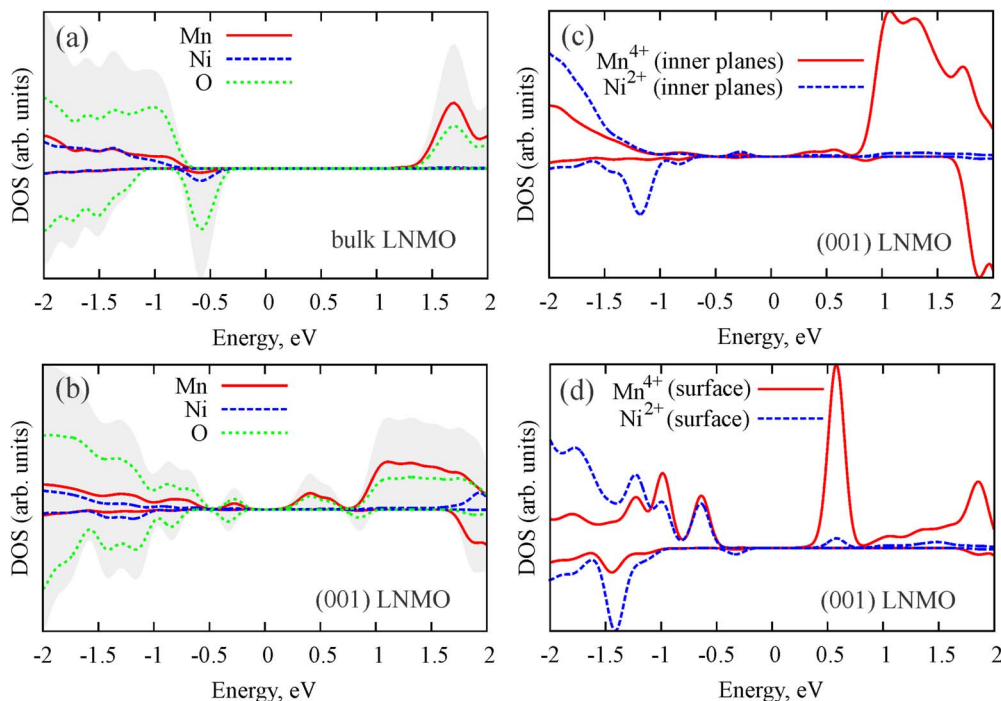 (a)
Mn
Ni
O
DOS (arb. units)
bulk LNMO
-2 -1.5 -1 -0.5 0 0.5 1 1.5 2
Energy, eV
(c)
Mn4+ (inner planes)
Ni2+ (inner planes)
DOS (arb. units)
(001) LNMO
-2 -1.5 -1 -0.5 0 0.5 1 1.5 2
Energy, eV
(b)
Mn
Ni
O
DOS (arb. units)
(001) LNMO
-2 -1.5 -1 -0.5 0 0.5 1 1.5 2
Energy, eV
(d)
Mn4+ (surface)
Ni2+ (surface)
DOS (arb. units)
(001) LNMO
-2 -1.5 -1 -0.5 0 0.5 1 1.5 2
Energy, eV